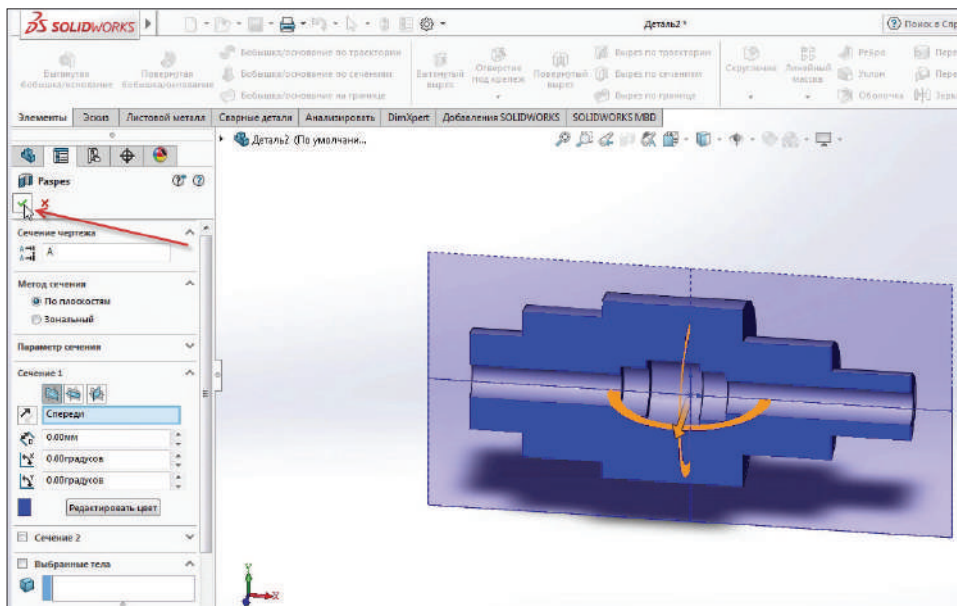 SOLIDWORKS
Деталь2 *
Поиск в Спр
Вытянутая бобышка/основание
Повернутая бобышка/основание
Бобышка/основание по траектории
Бобышка/основание по сечениям
Бобышка/основание на границе
Вытянутый вырез
Отверстие под крепеж
Повернутый вырез
Вырез по траектории
Вырез по сечениям
Вырез по границе
Скругление
Линейный массив
Ребро
Уклон
Оболочка
Пере
Пере
Зерк
Элементы
Эскиз
Листовой металл
Сварные детали
Анализировать
DimXpert
Добавления SOLIDWORKS
SOLIDWORKS MBD
Деталь2 (По умолчани...
Разрез
Сечение чертежа
A
Метод сечения
По плоскостям
Зональный
Параметр сечения
Сечение 1
Спереди
0.00мм
0.00градусов
0.00градусов
Редактировать цвет
Сечение 2
Выбранные тела
Y
X